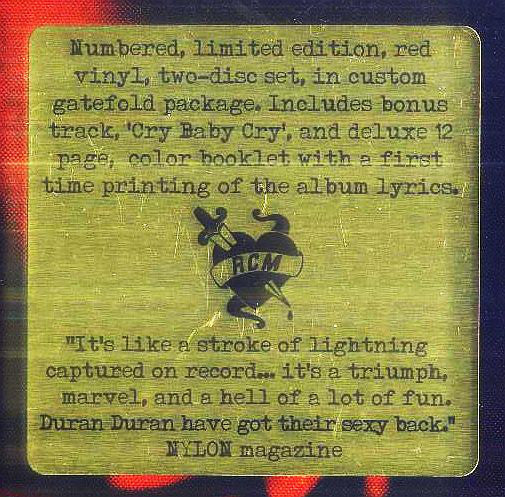 Numbered, limited edition, red
vinyl, two-disc set, in custom
gatefold package. Includes bonus
track, 'Cry Baby Cry', and deluxe 12
page, color booklet with a first
time printing of the album lyrics.
RCM
"It's like a stroke of lightning
captured on record... it's a triumph,
marvel, and a hell of a lot of fun.
Duran Duran have got their sexy back."
NYLON magazine